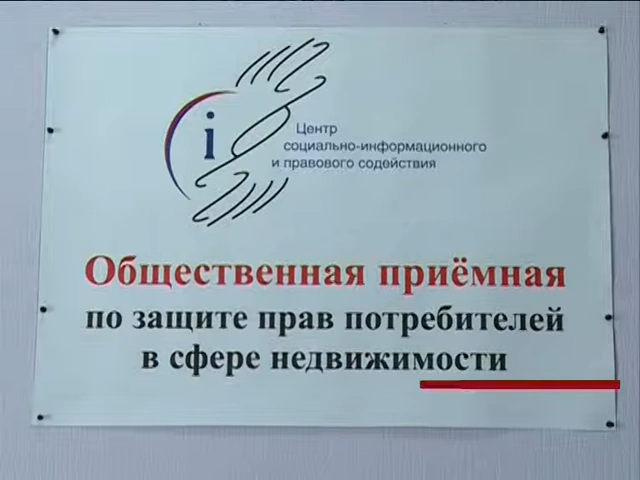 i
Центр
социально-информационного
и правового содействия
Общественная приёмная
по защите прав потребителей
в сфере недвижимости